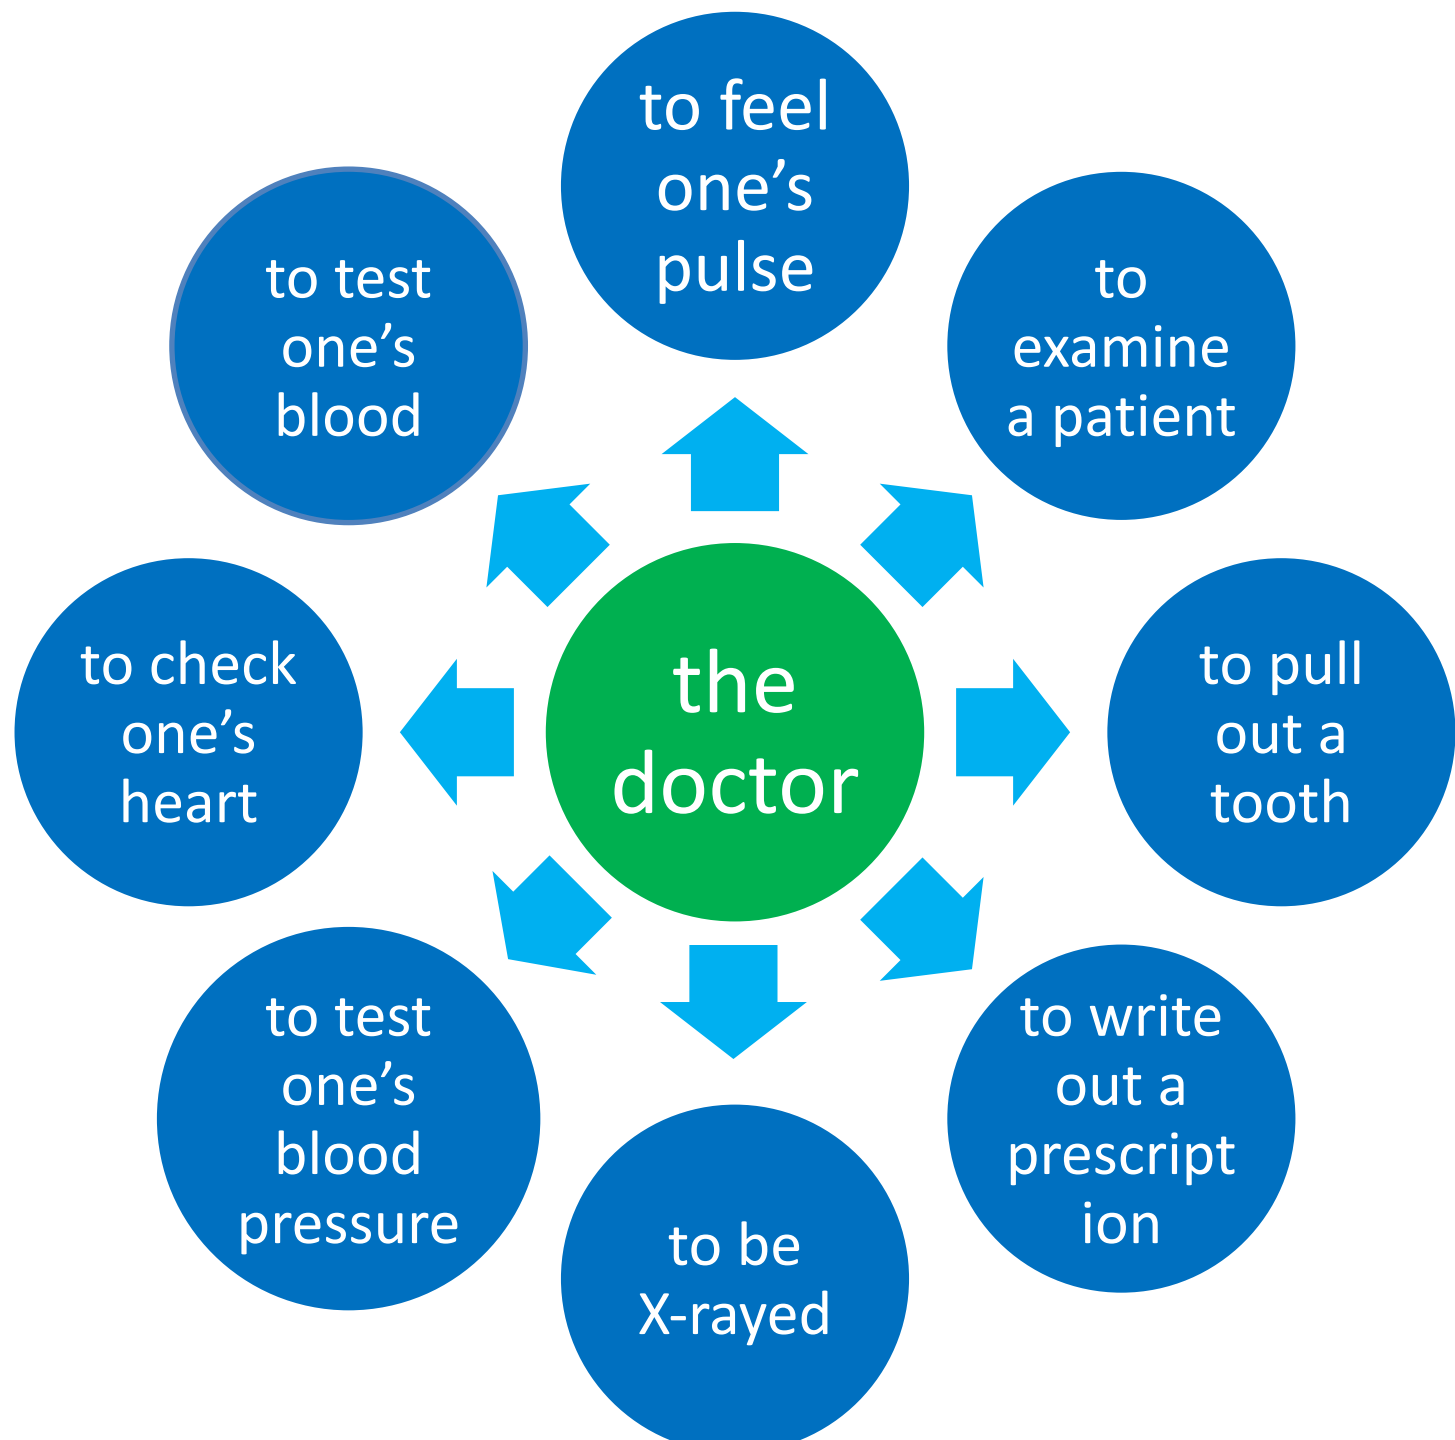 to feel
one’s
pulse
to
examine
a patient
to pull
out a
tooth
to write
out a
prescript
ion
to be
X-rayed
to test
one’s
blood
pressure
to check
one’s
heart
to test
one’s
blood
the
doctor